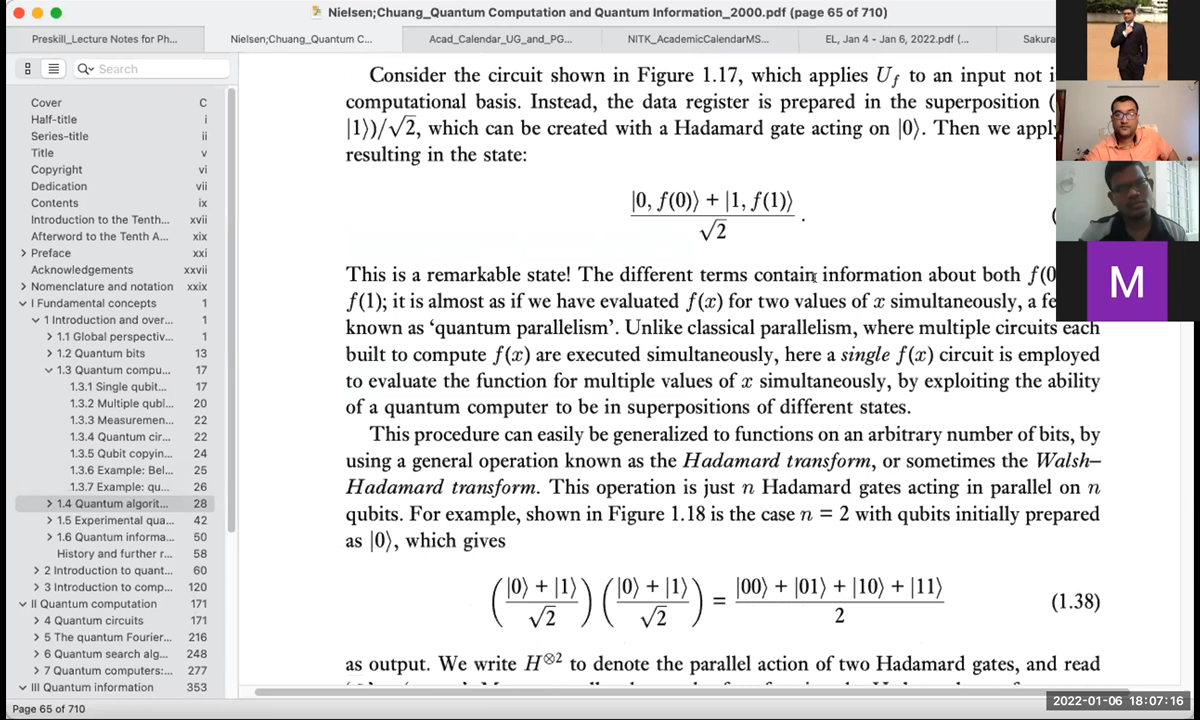 Nielsen;Chuang_Quantum Computation and Quantum Information_2000.pdf (page 65 of 710)
Preskill_Lecture Notes for Ph...
Nielsen;Chuang_Quantum C...
Acad_Calendar_UG_and_PG...
NITK_AcademicCalendarMS...
EL, Jan 4 - Jan 6, 2022.pdf (...
Sakura
Search
Cover C
Half-title i
Series-title ii
Title v
Copyright vi
Dedication vii
Contents ix
Introduction to the Tenth... xvii
Afterword to the Tenth A... xix
Preface xxi
Acknowledgements xxvii
Nomenclature and notation xxix
I Fundamental concepts 1
1 Introduction and over... 1
1.1 Global perspectiv... 1
1.2 Quantum bits 13
1.3 Quantum compu... 17
1.3.1 Single qubit... 17
1.3.2 Multiple qubl... 20
1.3.3 Measuremen... 22
1.3.4 Quantum cir... 22
1.3.5 Qubit copyin... 24
1.3.6 Example: Bel... 25
1.3.7 Example: qu... 26
1.4 Quantum algorit... 28
1.5 Experimental qua... 42
1.6 Quantum informa... 50
History and further r... 58
2 Introduction to quant... 60
3 Introduction to comp... 120
II Quantum computation 171
4 Quantum circuits 171
5 The quantum Fourier... 216
6 Quantum search alg... 248
7 Quantum computers:... 277
III Quantum information 353
Page 65 of 710
Consider the circuit shown in Figure 1.17, which applies U_f to an input not i
computational basis. Instead, the data register is prepared in the superposition (
|1⟩)/√2, which can be created with a Hadamard gate acting on |0⟩. Then we appl
resulting in the state:
|0, f(0)⟩ + |1, f(1)⟩
√2 .
This is a remarkable state! The different terms contain information about both f(0
f(1); it is almost as if we have evaluated f(x) for two values of x simultaneously, a fe
known as ‘quantum parallelism’. Unlike classical parallelism, where multiple circuits each
built to compute f(x) are executed simultaneously, here a single f(x) circuit is employed
to evaluate the function for multiple values of x simultaneously, by exploiting the ability
of a quantum computer to be in superpositions of different states.
This procedure can easily be generalized to functions on an arbitrary number of bits, by
using a general operation known as the Hadamard transform, or sometimes the Walsh–
Hadamard transform. This operation is just n Hadamard gates acting in parallel on n
qubits. For example, shown in Figure 1.18 is the case n = 2 with qubits initially prepared
as |0⟩, which gives
(|0⟩ + |1⟩ / √2) (|0⟩ + |1⟩ / √2) = |00⟩ + |01⟩ + |10⟩ + |11⟩ / 2 (1.38)
as output. We write H⊗2 to denote the parallel action of two Hadamard gates, and read
M
2022-01-06 18:07:16